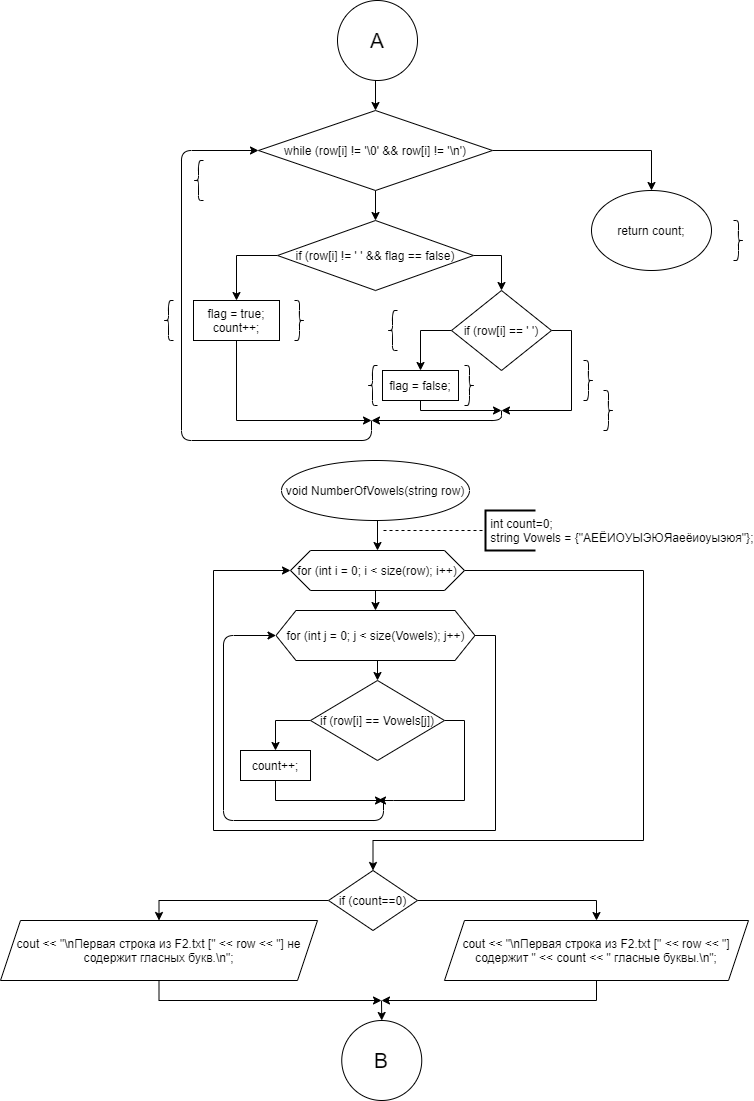 A
while (row[i] != '\0' && row[i] != '\n')
{
return count;
}
if (row[i] != ' ' && flag == false)
{
flag = true;
count++;
}
{
if (row[i] == ' ')
{
flag = false;
}
}
}
void NumberOfVowels(string row)
int count=0;
string Vowels = {"АЕЁИОУЫЭЮЯаеёиоуыэюя"};
for (int i = 0; i < size(row); i++)
for (int j = 0; j < size(Vowels); j++)
if (row[i] == Vowels[j])
count++;
if (count==0)
cout << "\nПервая строка из F2.txt [" << row << "] не
содержит гласных букв.\n";
cout << "\nПервая строка из F2.txt [" << row << "]
содержит " << count << " гласные буквы.\n";
B